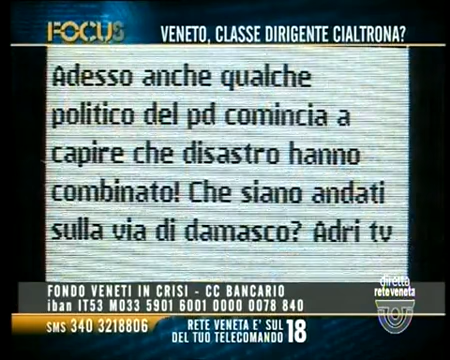 FOCUS
VENETO, CLASSE DIRIGENTE CIALTRONA?
Adesso anche qualche
politico del pd comincia a
capire che disastro hanno
combinato! Che siano andati
sulla via di damasco? Adri tv
diretta
reteveneta
FONDO VENETI IN CRISI - CC BANCARIO
iban IT53 M033 5901 6001 0000 0078 840
SMS 340 3218806
RETE VENETA E' SUL
DEL TUO TELECOMANDO 18